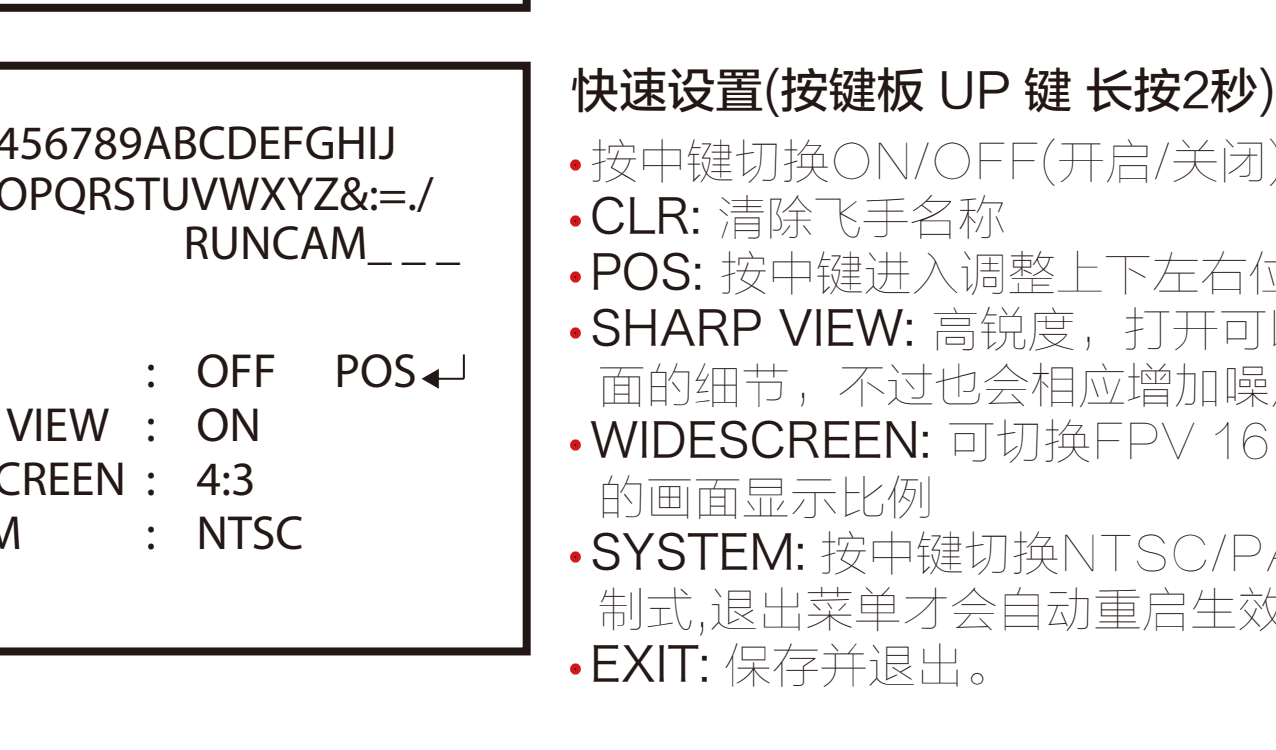 456789ABCDEFGHIJ
OPQRSTUVWXYZ&:=./
RUNCAM_ _ _
: OFF POS↵
VIEW : ON
CREEN : 4:3
M : NTSC
快速设置(按键板 UP 键 长按2秒)
•按中键切换ON/OFF(开启/关闭)
•CLR: 清除飞手名称
•POS: 按中键进入调整上下左右位
•SHARP VIEW: 高锐度，打开可以
面的细节，不过也会相应增加噪点
•WIDESCREEN: 可切换FPV 16
的画面显示比例
•SYSTEM: 按中键切换NTSC/PA
制式,退出菜单才会自动重启生效
•EXIT: 保存并退出。